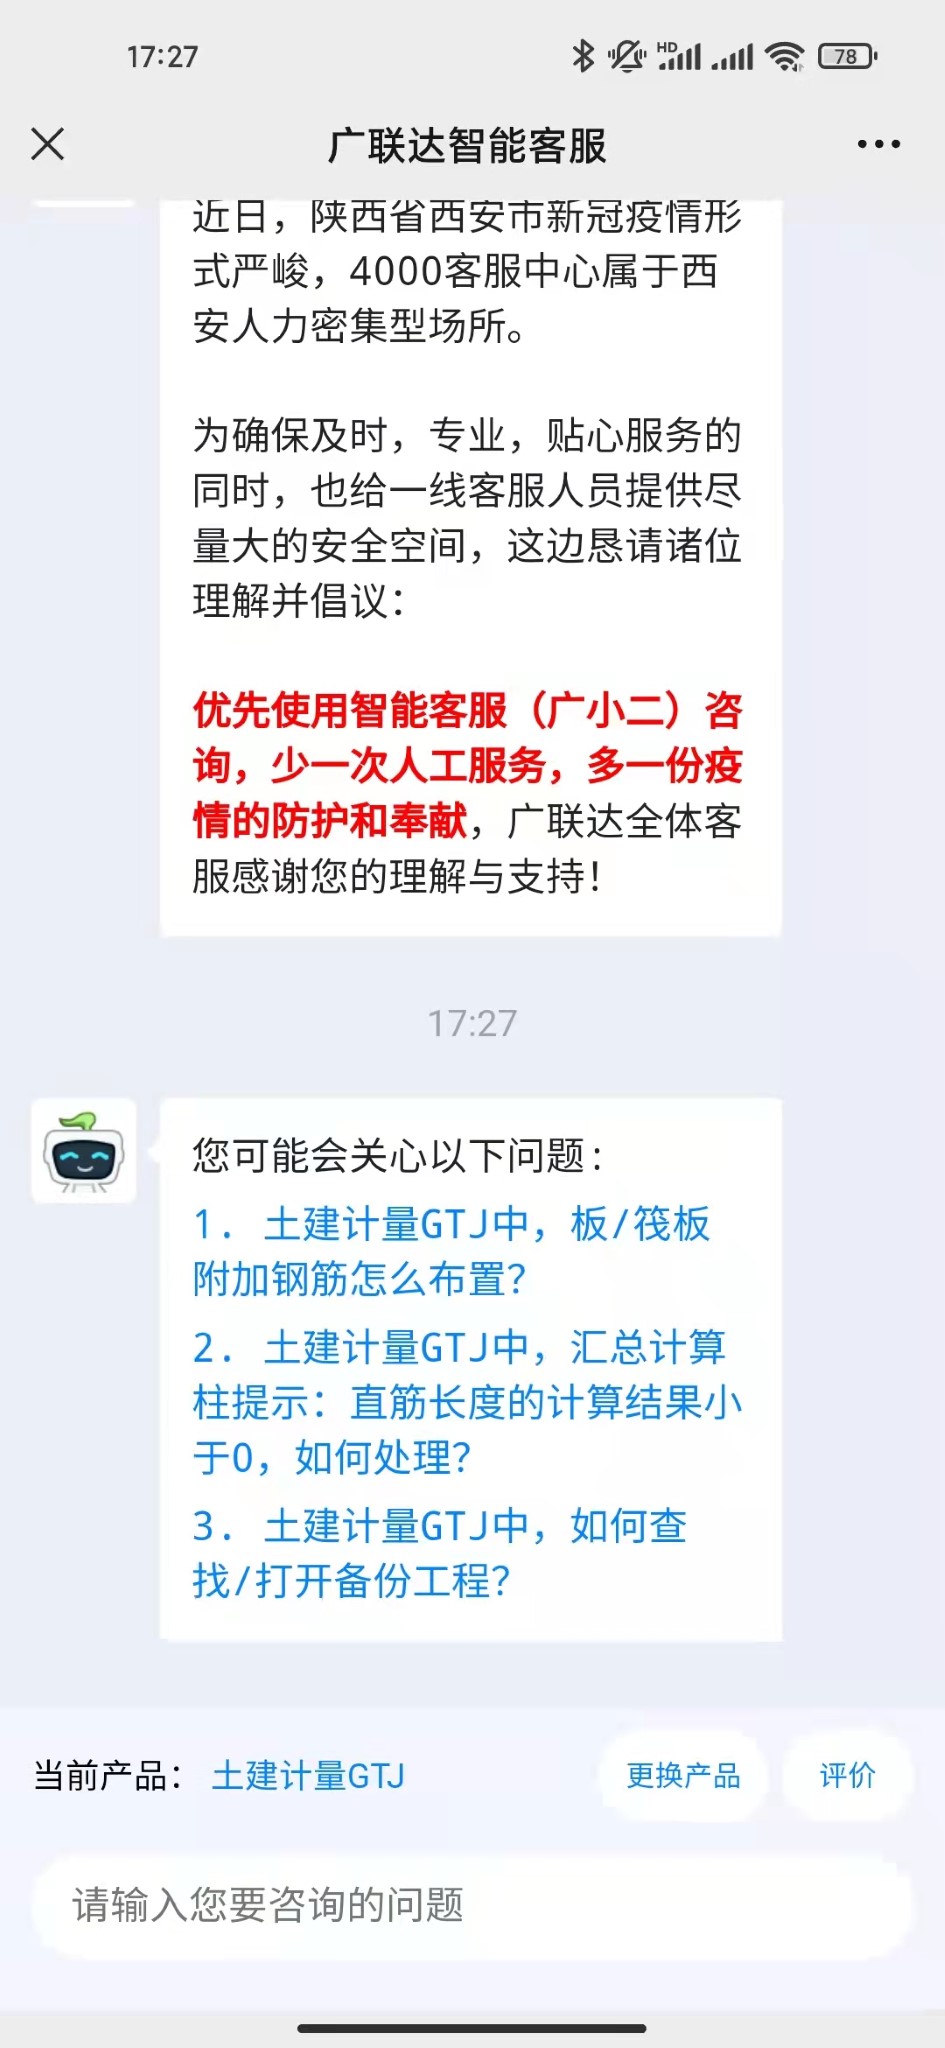 17:27
HD
78
广联达智能客服
近日，陕西省西安市新冠疫情形
式严峻，4000客服中心属于西
安人力密集型场所。
为确保及时，专业，贴心服务的
同时，也给一线客服人员提供尽
量大的安全空间，这边恳请诸位
理解并倡议：
优先使用智能客服（广小二）咨
询，少一次人工服务，多一份疫
情的防护和奉献，广联达全体客
服感谢您的理解与支持！
17:27
您可能会关心以下问题：
1. 土建计量GTJ中，板/筏板
附加钢筋怎么布置？
2. 土建计量GTJ中，汇总计算
柱提示：直筋长度的计算结果小
于0，如何处理？
3. 土建计量GTJ中，如何查
找/打开备份工程？
当前产品： 土建计量GTJ 更换产品 评价
请输入您要咨询的问题